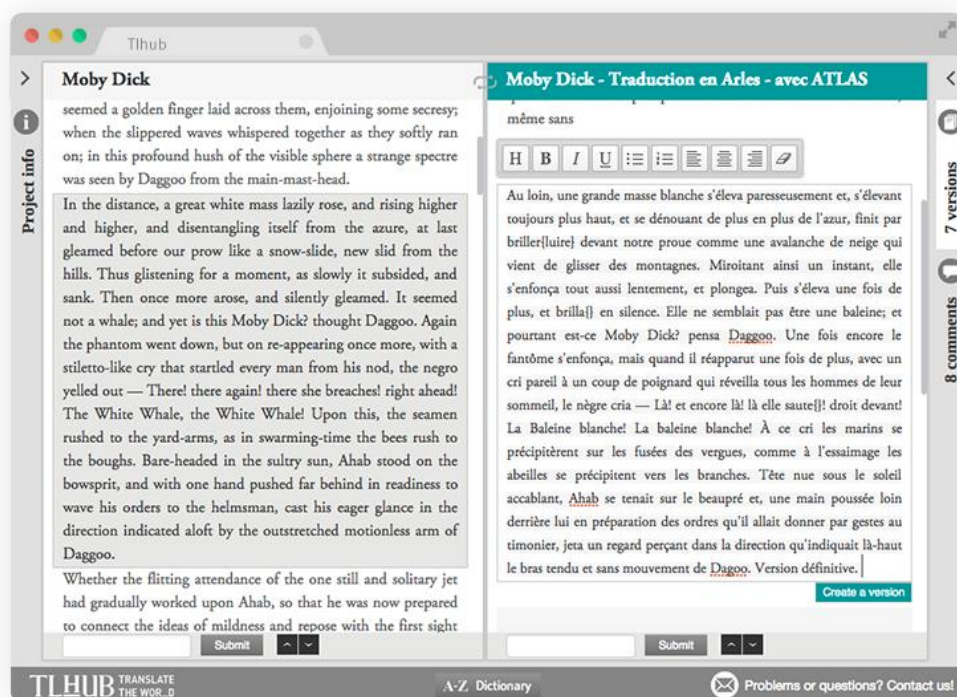 Tlhub
Moby Dick
seemed a golden finger laid across them, enjoining some secresy;
when the slippered waves whispered together as they softly ran
on; in this profound hush of the visible sphere a strange spectre
was seen by Daggoo from the main-mast-head.
In the distance, a great white mass lazily rose, and rising higher
and higher, and disentangling itself from the azure, at last
gleamed before our prow like a snow-slide, new slid from the
hills. Thus glistening for a moment, as slowly it subsided, and
sank. Then once more arose, and silently gleamed. It seemed
not a whale; and yet is this Moby Dick? thought Daggoo. Again
the phantom went down, but on re-appearing once more, with a
stiletto-like cry that startled every man from his nod, the negro
yelled out — There! there again! there she breaches! right ahead!
The White Whale, the White Whale! Upon this, the seamen
rushed to the yard-arms, as in swarming-time the bees rush to
the boughs. Bare-headed in the sultry sun, Ahab stood on the
bowsprit, and with one hand pushed far behind in readiness to
wave his orders to the helmsman, cast his eager glance in the
direction indicated aloft by the outstretched motionless arm of
Daggoo.
Whether the flitting attendance of the one still and solitary jet
had gradually worked upon Ahab, so that he was now prepared
to connect the ideas of mildness and repose with the first sight
Submit
Project info
Moby Dick - Traduction en Arles - avec ATLAS
même sans
H B I U
Au loin, une grande masse blanche s'éleva paresseusement et, s'élevant
toujours plus haut, et se dénouant de plus en plus de l'azur, finit par
briller{luire} devant notre proue comme une avalanche de neige qui
vient de glisser des montagnes. Miroitant ainsi un instant, elle
s'enfonça tout aussi lentement, et plongea. Puis s'éleva une fois de
plus, et brilla{} en silence. Elle ne semblait pas être une baleine; et
pourtant est-ce Moby Dick? pensa Daggoo. Une fois encore le
fantôme s'enfonça, mais quand il réapparut une fois de plus, avec un
cri pareil à un coup de poignard qui réveilla tous les hommes de leur
sommeil, le nègre cria — Là! et encore là! là elle saute{}! droit devant!
La Baleine blanche! La baleine blanche! À ce cri les marins se
précipitèrent sur les fusées des vergues, comme à l'essaimage les
abeilles se précipitent vers les branches. Tête nue sous le soleil
accablant, Ahab se tenait sur le beaupré et, une main poussée loin
derrière lui en préparation des ordres qu'il allait donner par gestes au
timonier, jeta un regard perçant dans la direction qu'indiquait là-haut
le bras tendu et sans mouvement de Dagoo. Version définitive.
Create a version
Submit
7 versions
8 comments
TLHUB TRANSLATE
THE WOR_D
A-Z Dictionary
Problems or questions? Contact us!